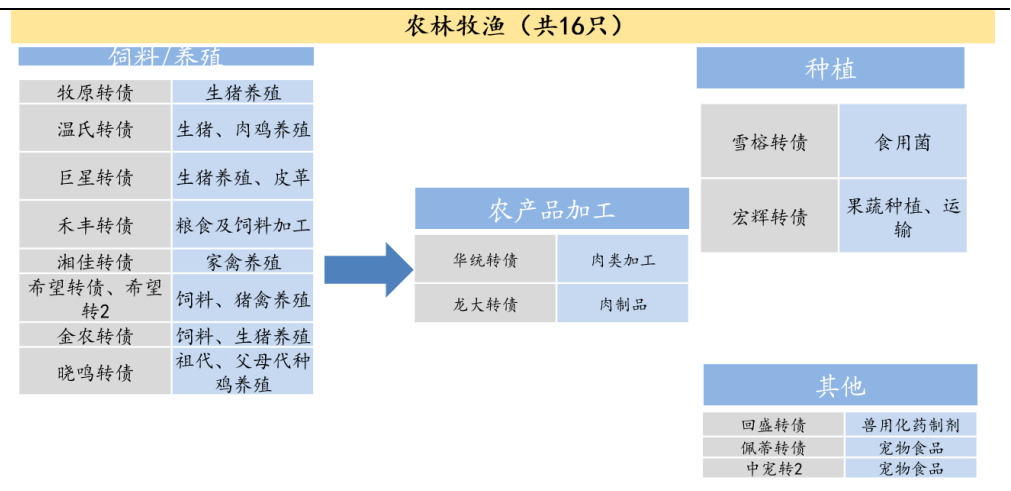 农林牧渔（共16只）
饲料/养殖
牧原转债 生猪养殖
温氏转债 生猪、肉鸡养殖
巨星转债 生猪养殖、皮革
禾丰转债 粮食及饲料加工
湘佳转债 家禽养殖
希望转债、希望
转2 饲料、猪禽养殖
金农转债 饲料、生猪养殖
晓鸣转债 祖代、父母代种
鸡养殖
农产品加工
华统转债 肉类加工
龙大转债 肉制品
种植
雪榕转债 食用菌
宏辉转债 果蔬种植、运
输
其他
回盛转债 兽用化药制剂
佩蒂转债 宠物食品
中宠转2 宠物食品